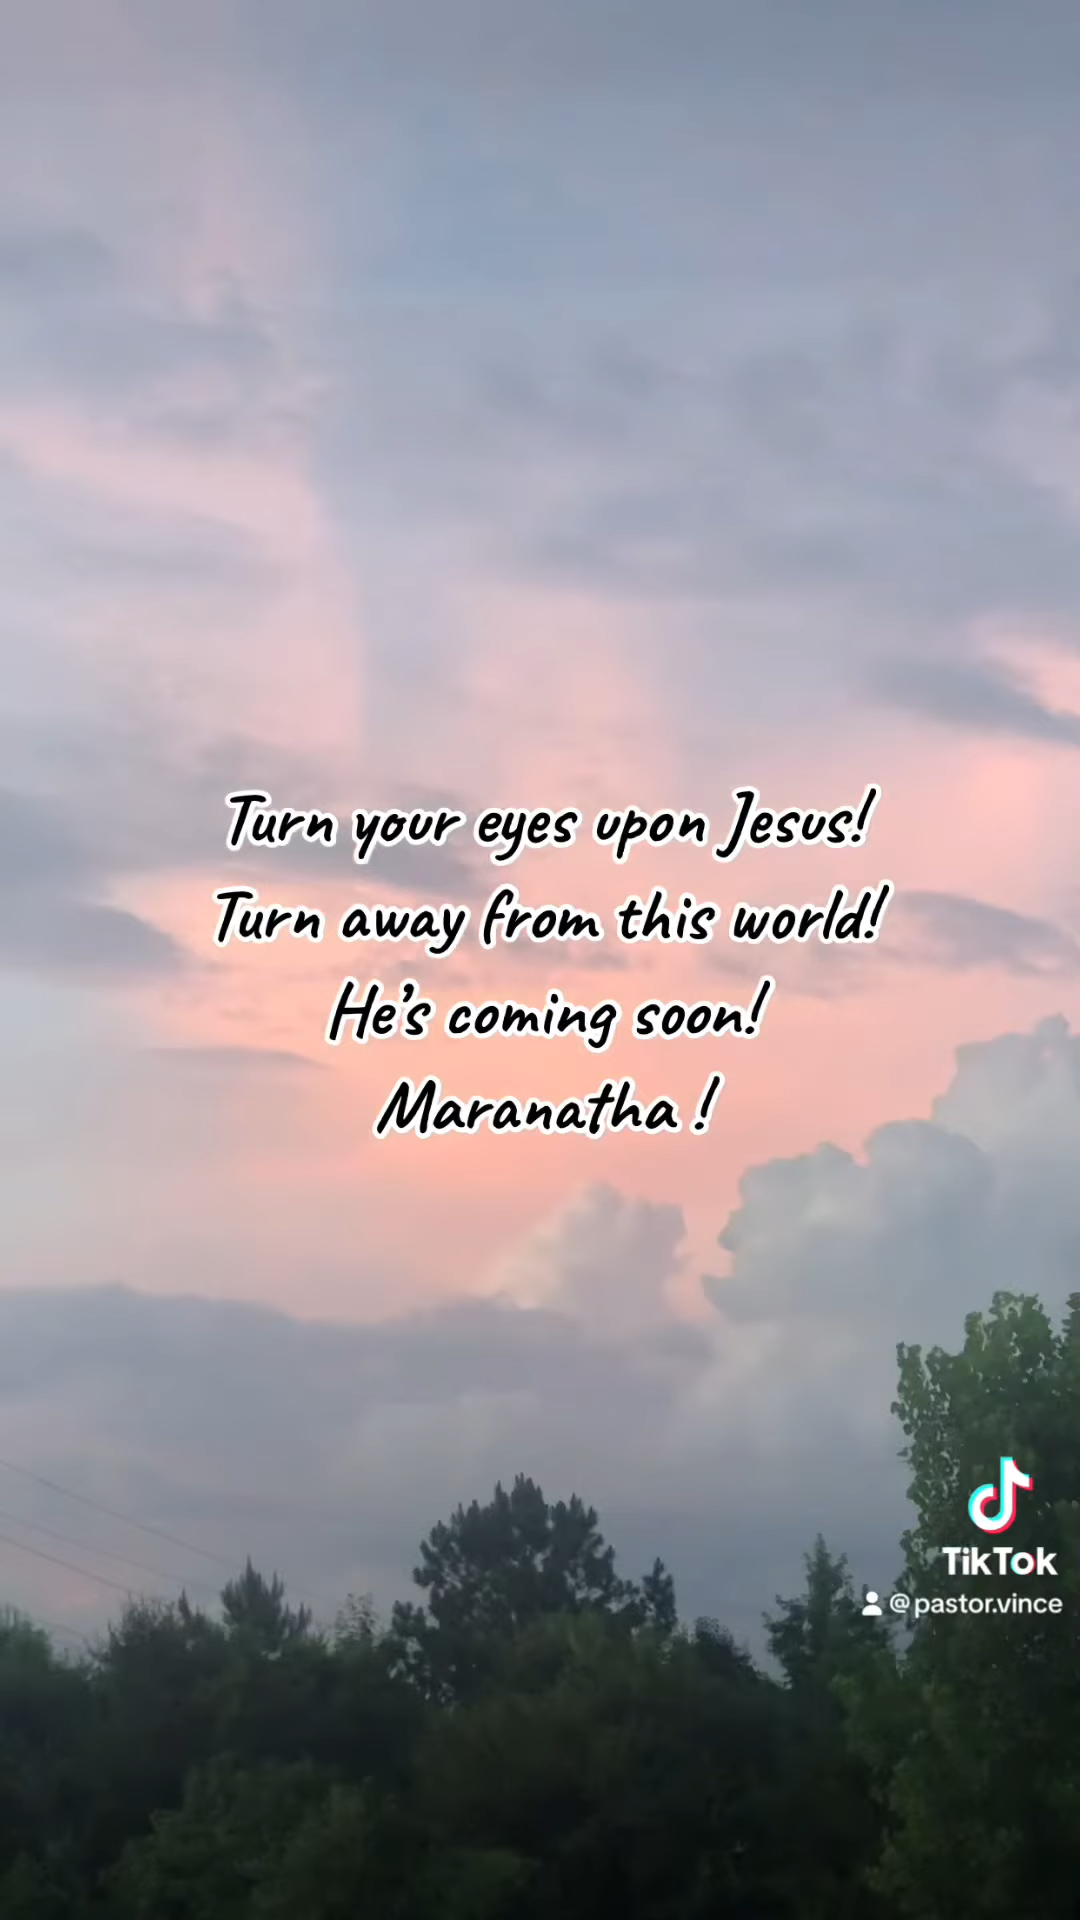 Turn your eyes upon Jesus!
Turn away from this world!
He's coming soon!
Maranatha !
TikTok
@pastor.vince